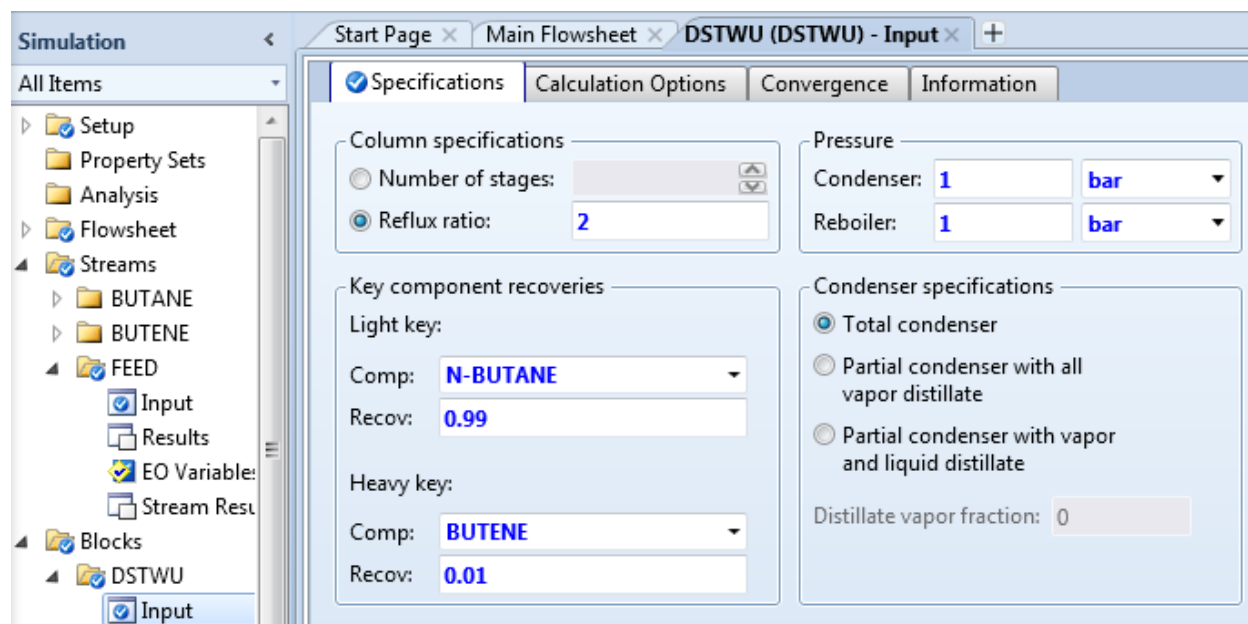 Simulation
All Items
Setup
Property Sets
Analysis
Flowsheet
Streams
BUTANE
BUTENE
FEED
Input
Results
EO Variable
Stream Resu
Blocks
DSTWU
Input
Start Page
Main Flowsheet
DSTWU (DSTWU) - Input
Specifications
Calculation Options
Convergence
Information
Column specifications
Number of stages:
Reflux ratio: 2
Pressure
Condenser: 1 bar
Reboiler: 1 bar
Key component recoveries
Light key:
Comp: N-BUTANE
Recov: 0.99
Heavy key:
Comp: BUTENE
Recov: 0.01
Condenser specifications
Total condenser
Partial condenser with all
vapor distillate
Partial condenser with vapor
and liquid distillate
Distillate vapor fraction: 0